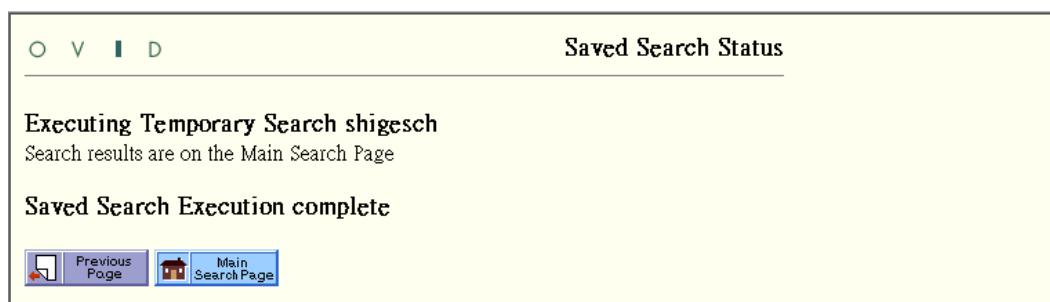 O V I D
Saved Search Status
Executing Temporary Search shigesch
Search results are on the Main Search Page
Saved Search Execution complete
Previous
Page
Main
Search Page